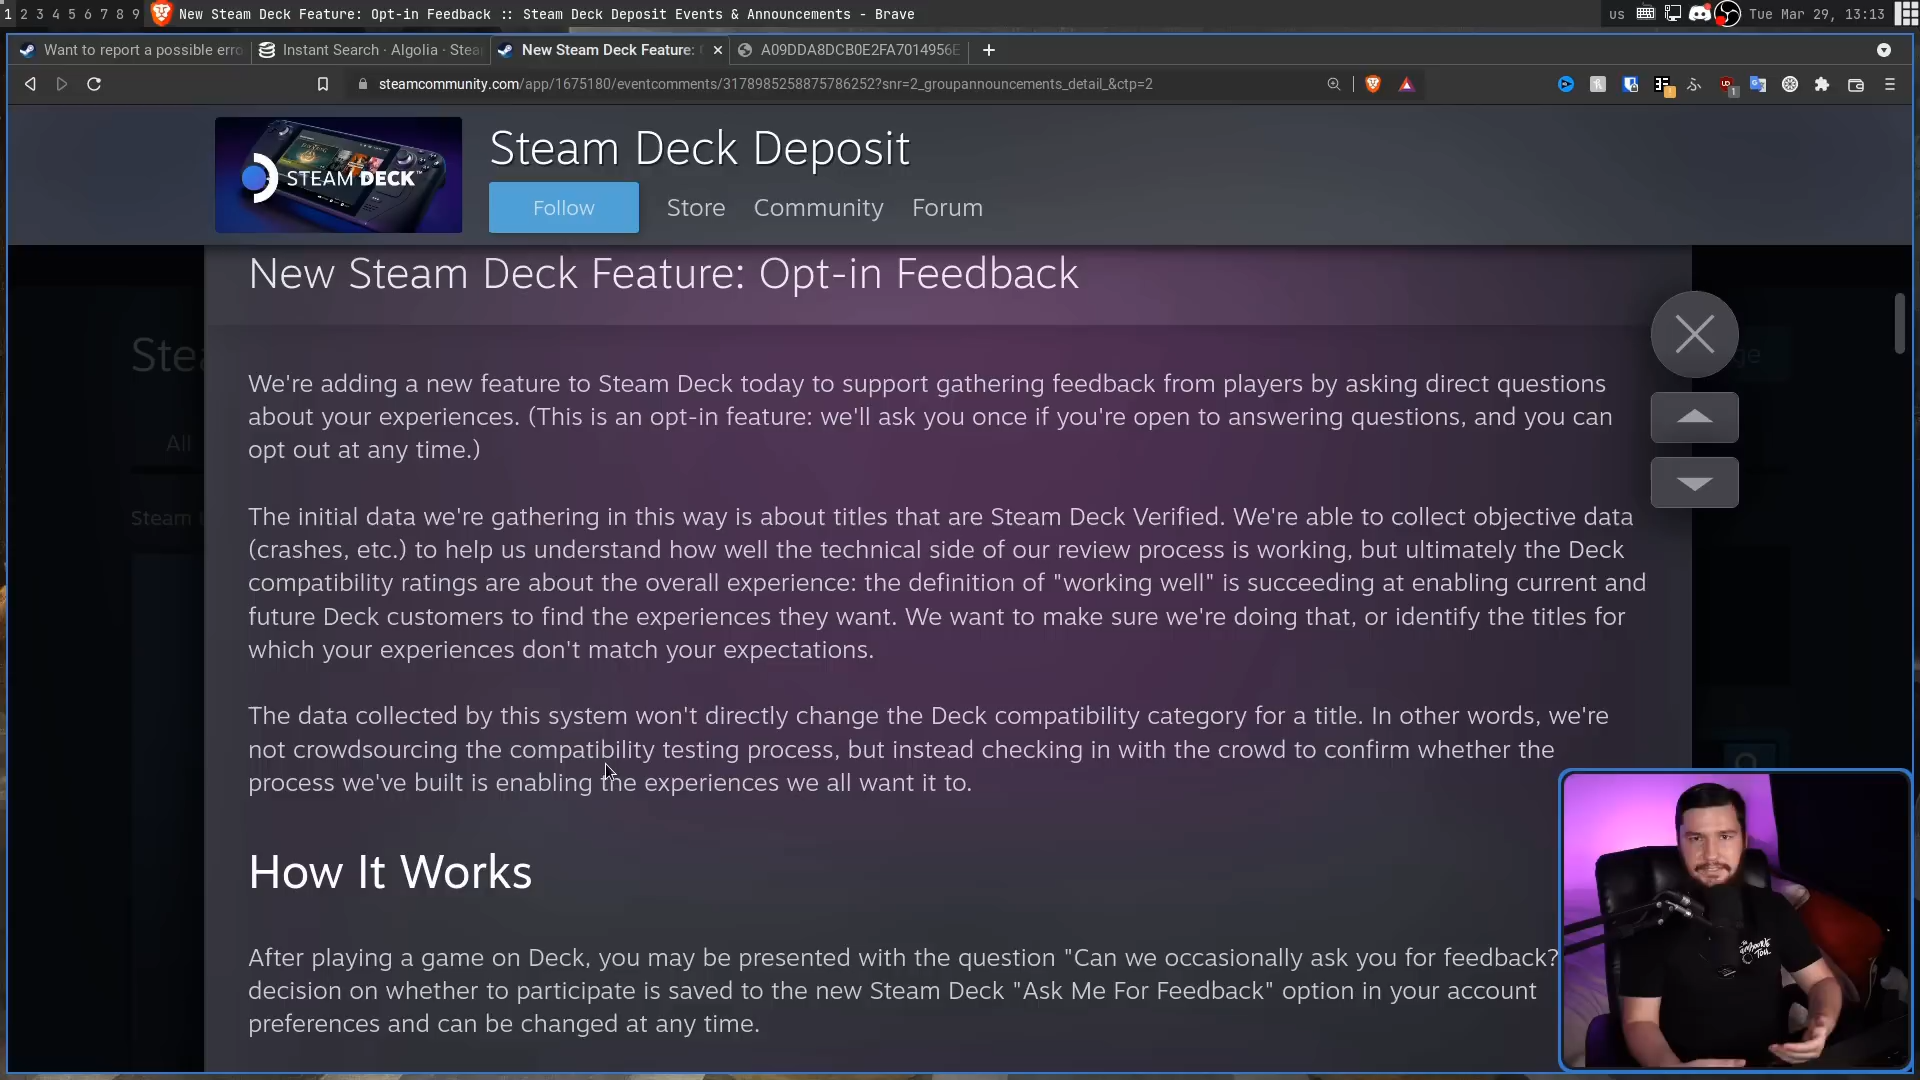 1 2 3 4 5 6 7 8 9 New Steam Deck Feature: Opt-in Feedback :: Steam Deck Deposit Events & Announcements - Brave us Tue Mar 29, 13:13
Want to report a possible erro Instant Search · Algolia · Stea New Steam Deck Feature: A09DDA8DCB0E2FA7014956E
steamcommunity.com/app/1675180/eventcomments/3178985258875786252?snr=2_groupannouncements_detail_&ctp=2
STEAM DECK
Steam Deck Deposit
Follow Store Community Forum
New Steam Deck Feature: Opt-in Feedback
We're adding a new feature to Steam Deck today to support gathering feedback from players by asking direct questions
about your experiences. (This is an opt-in feature: we'll ask you once if you're open to answering questions, and you can
opt out at any time.)
All
The initial data we're gathering in this way is about titles that are Steam Deck Verified. We're able to collect objective data
(crashes, etc.) to help us understand how well the technical side of our review process is working, but ultimately the Deck
compatibility ratings are about the overall experience: the definition of "working well" is succeeding at enabling current and
future Deck customers to find the experiences they want. We want to make sure we're doing that, or identify the titles for
which your experiences don't match your expectations.
Steam
The data collected by this system won't directly change the Deck compatibility category for a title. In other words, we're
not crowdsourcing the compatibility testing process, but instead checking in with the crowd to confirm whether the
process we've built is enabling the experiences we all want it to.
How It Works
After playing a game on Deck, you may be presented with the question "Can we occasionally ask you for feedback?
decision on whether to participate is saved to the new Steam Deck "Ask Me For Feedback" option in your account
preferences and can be changed at any time.